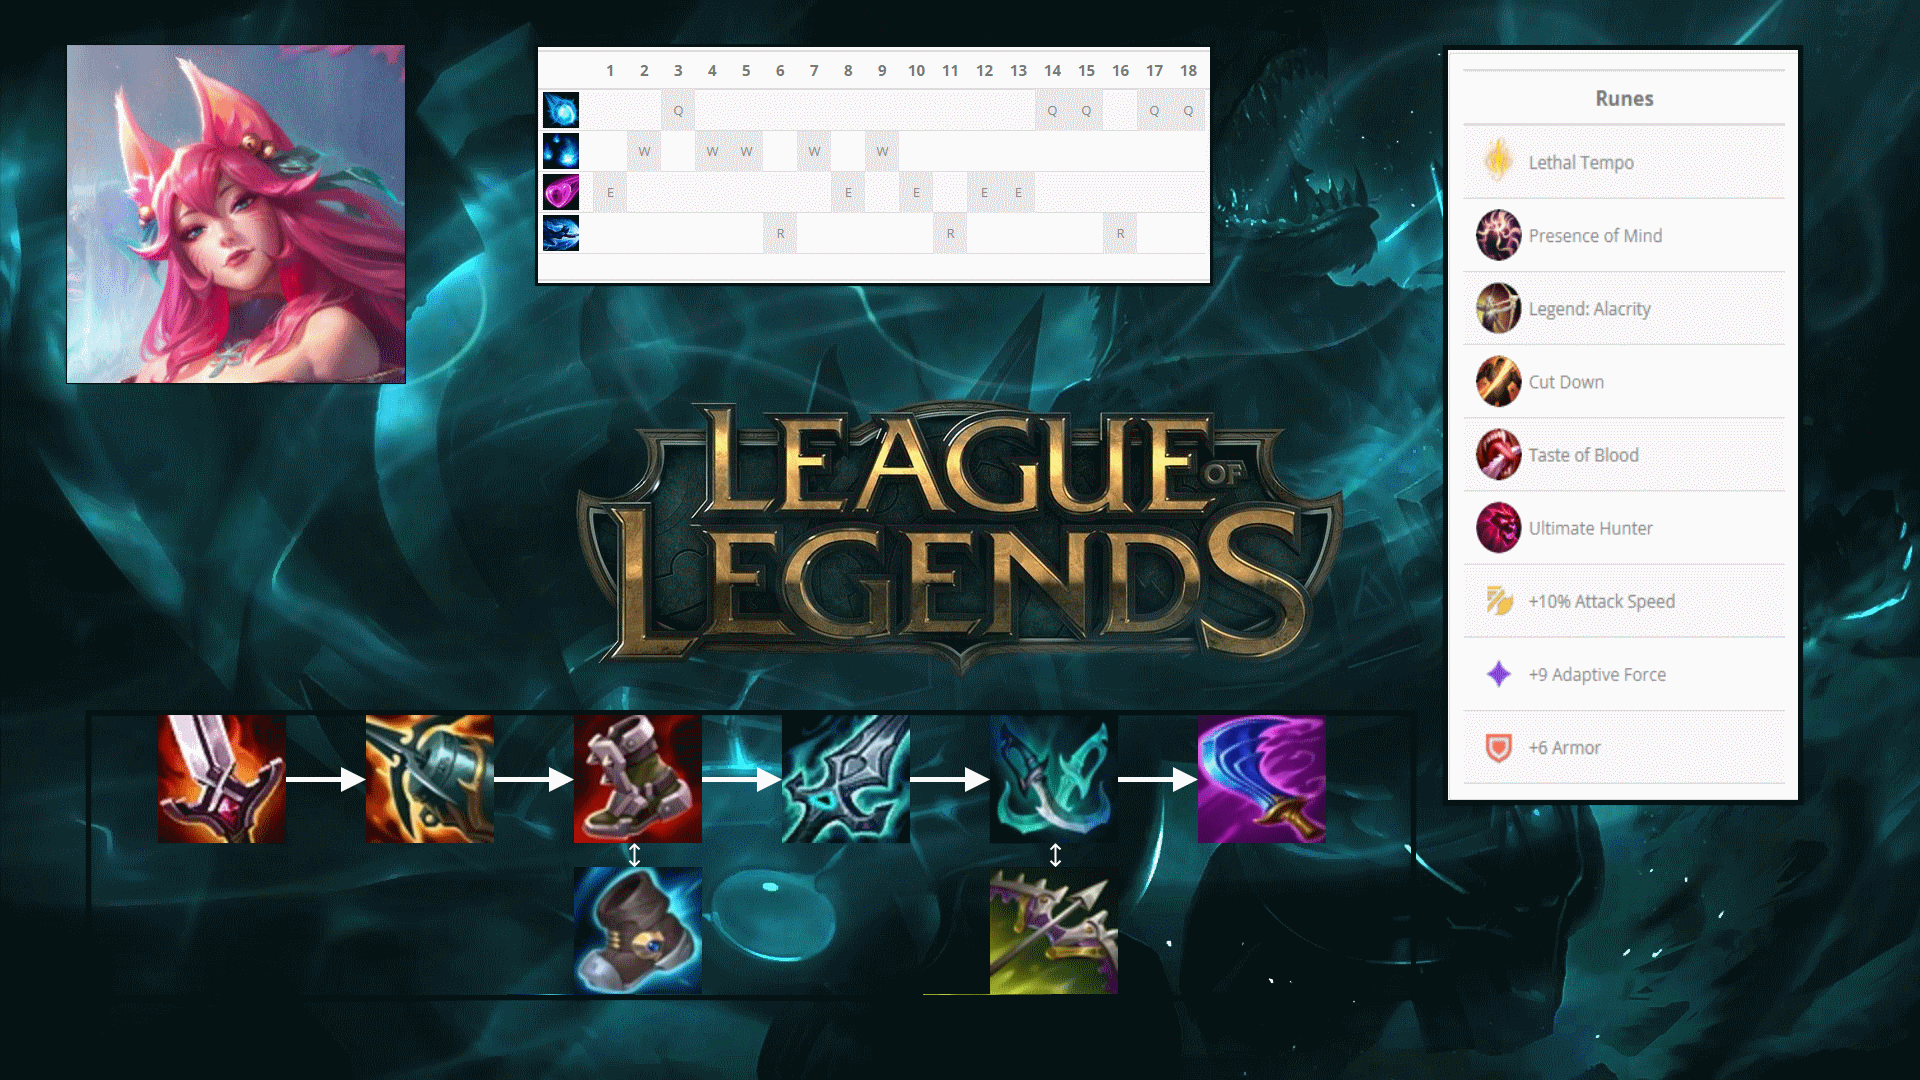 1 2 3 4 5 6 7 8 9 10 11 12 13 14 15 16 17 18
Q Q Q Q Q
W W W W W
E E E E E
R R R
Runes
Lethal Tempo
Presence of Mind
Legend: Alacrity
Cut Down
Taste of Blood
Ultimate Hunter
+10% Attack Speed
+9 Adaptive Force
+6 Armor
LEAGUE OF
LEGENDS